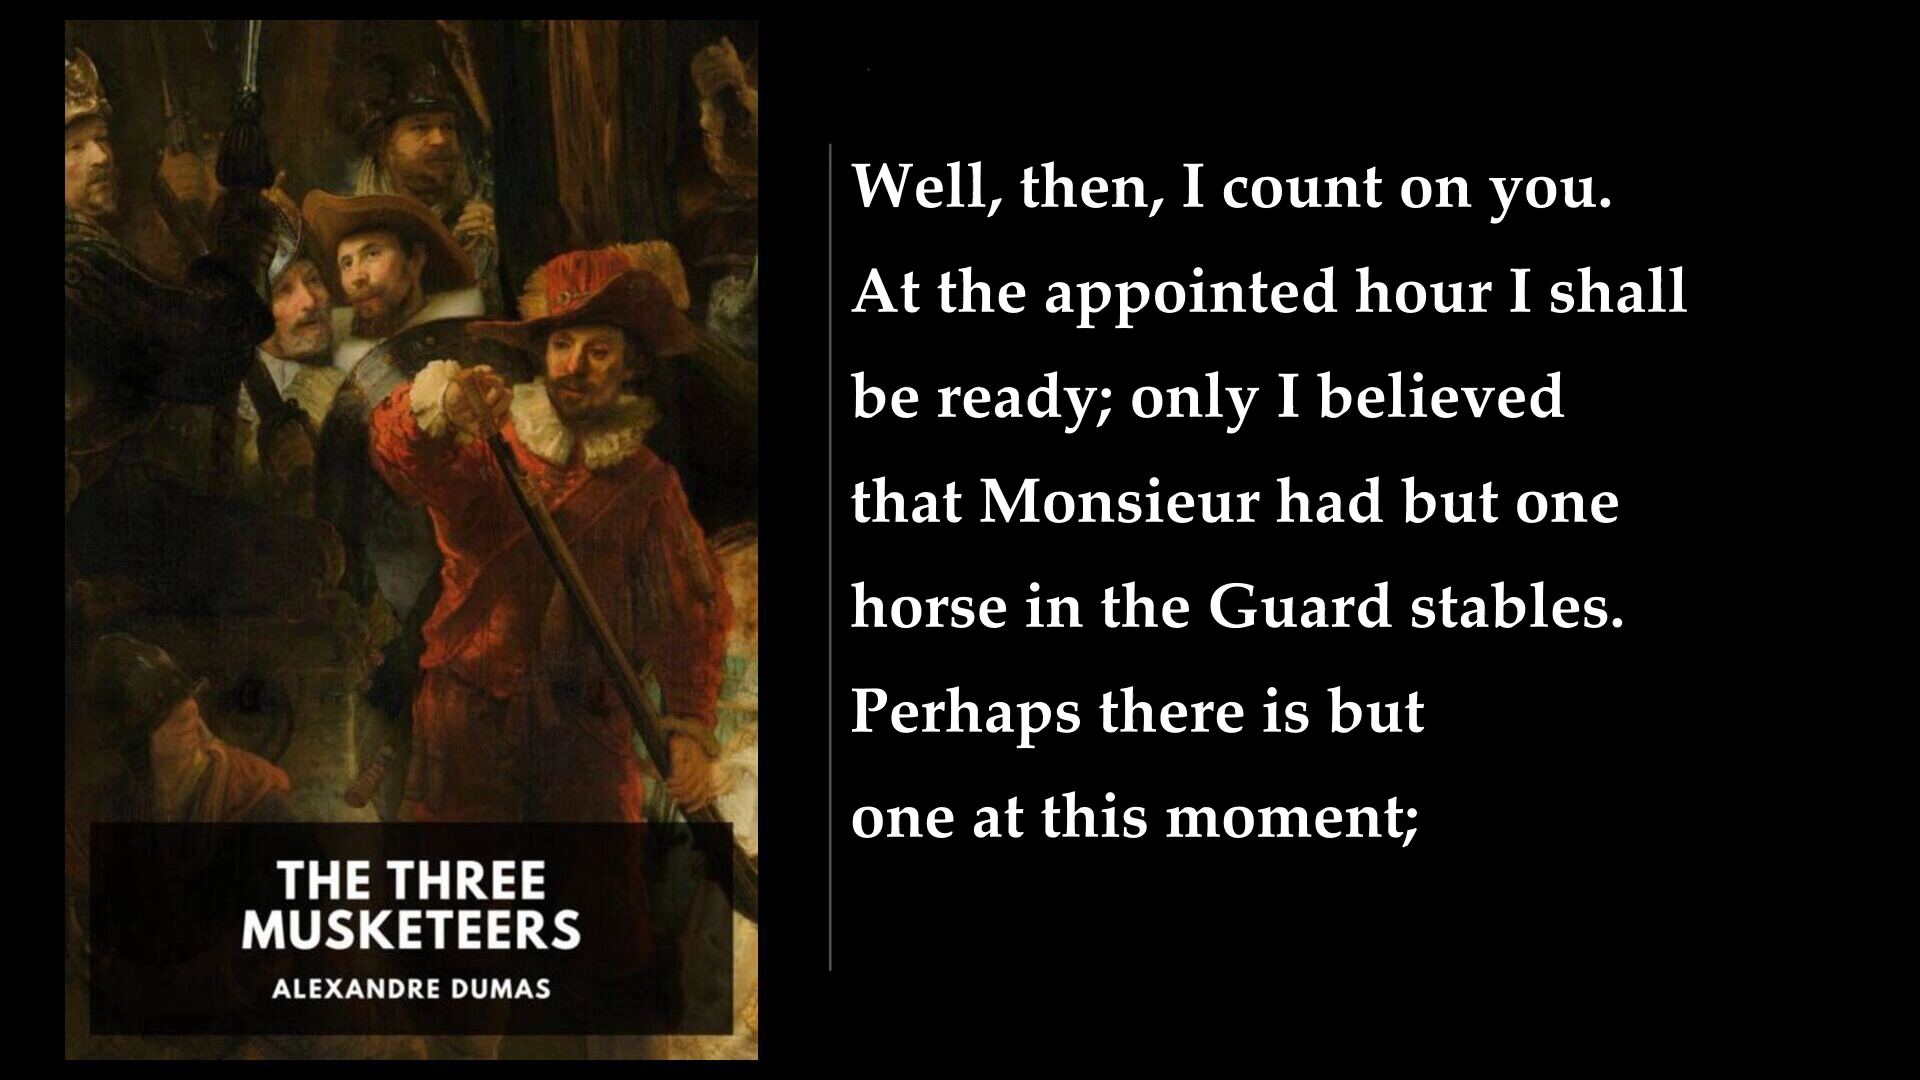 THE THREE
MUSKETEERS
ALEXANDRE DUMAS
Well, then, I count on you.
At the appointed hour I shall
be ready; only I believed
that Monsieur had but one
horse in the Guard stables.
Perhaps there is but
one at this moment;